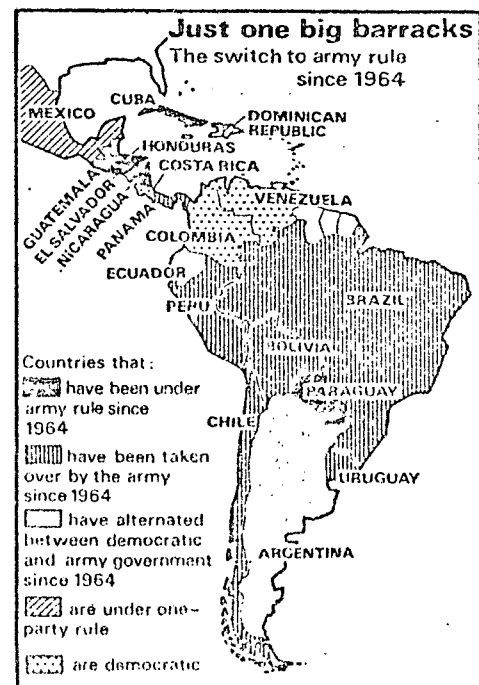 Just one big barracks
The switch to army rule
since 1964
MEXICO
CUBA
DOMINICAN
REPUBLIC
HONDURAS
COSTA RICA
GUATEMALA
EL SALVADOR
NICARAGUA
PANAMA
VENEZUELA
COLOMBIA
ECUADOR
PERU
BRAZIL
BOLIVIA
PARAGUAY
CHILE
URUGUAY
ARGENTINA
Countries that:
have been under
army rule since
1964
have been taken
over by the army
since 1964
have alternated
between democratic
and army government
since 1964
are under one-
party rule
are democratic